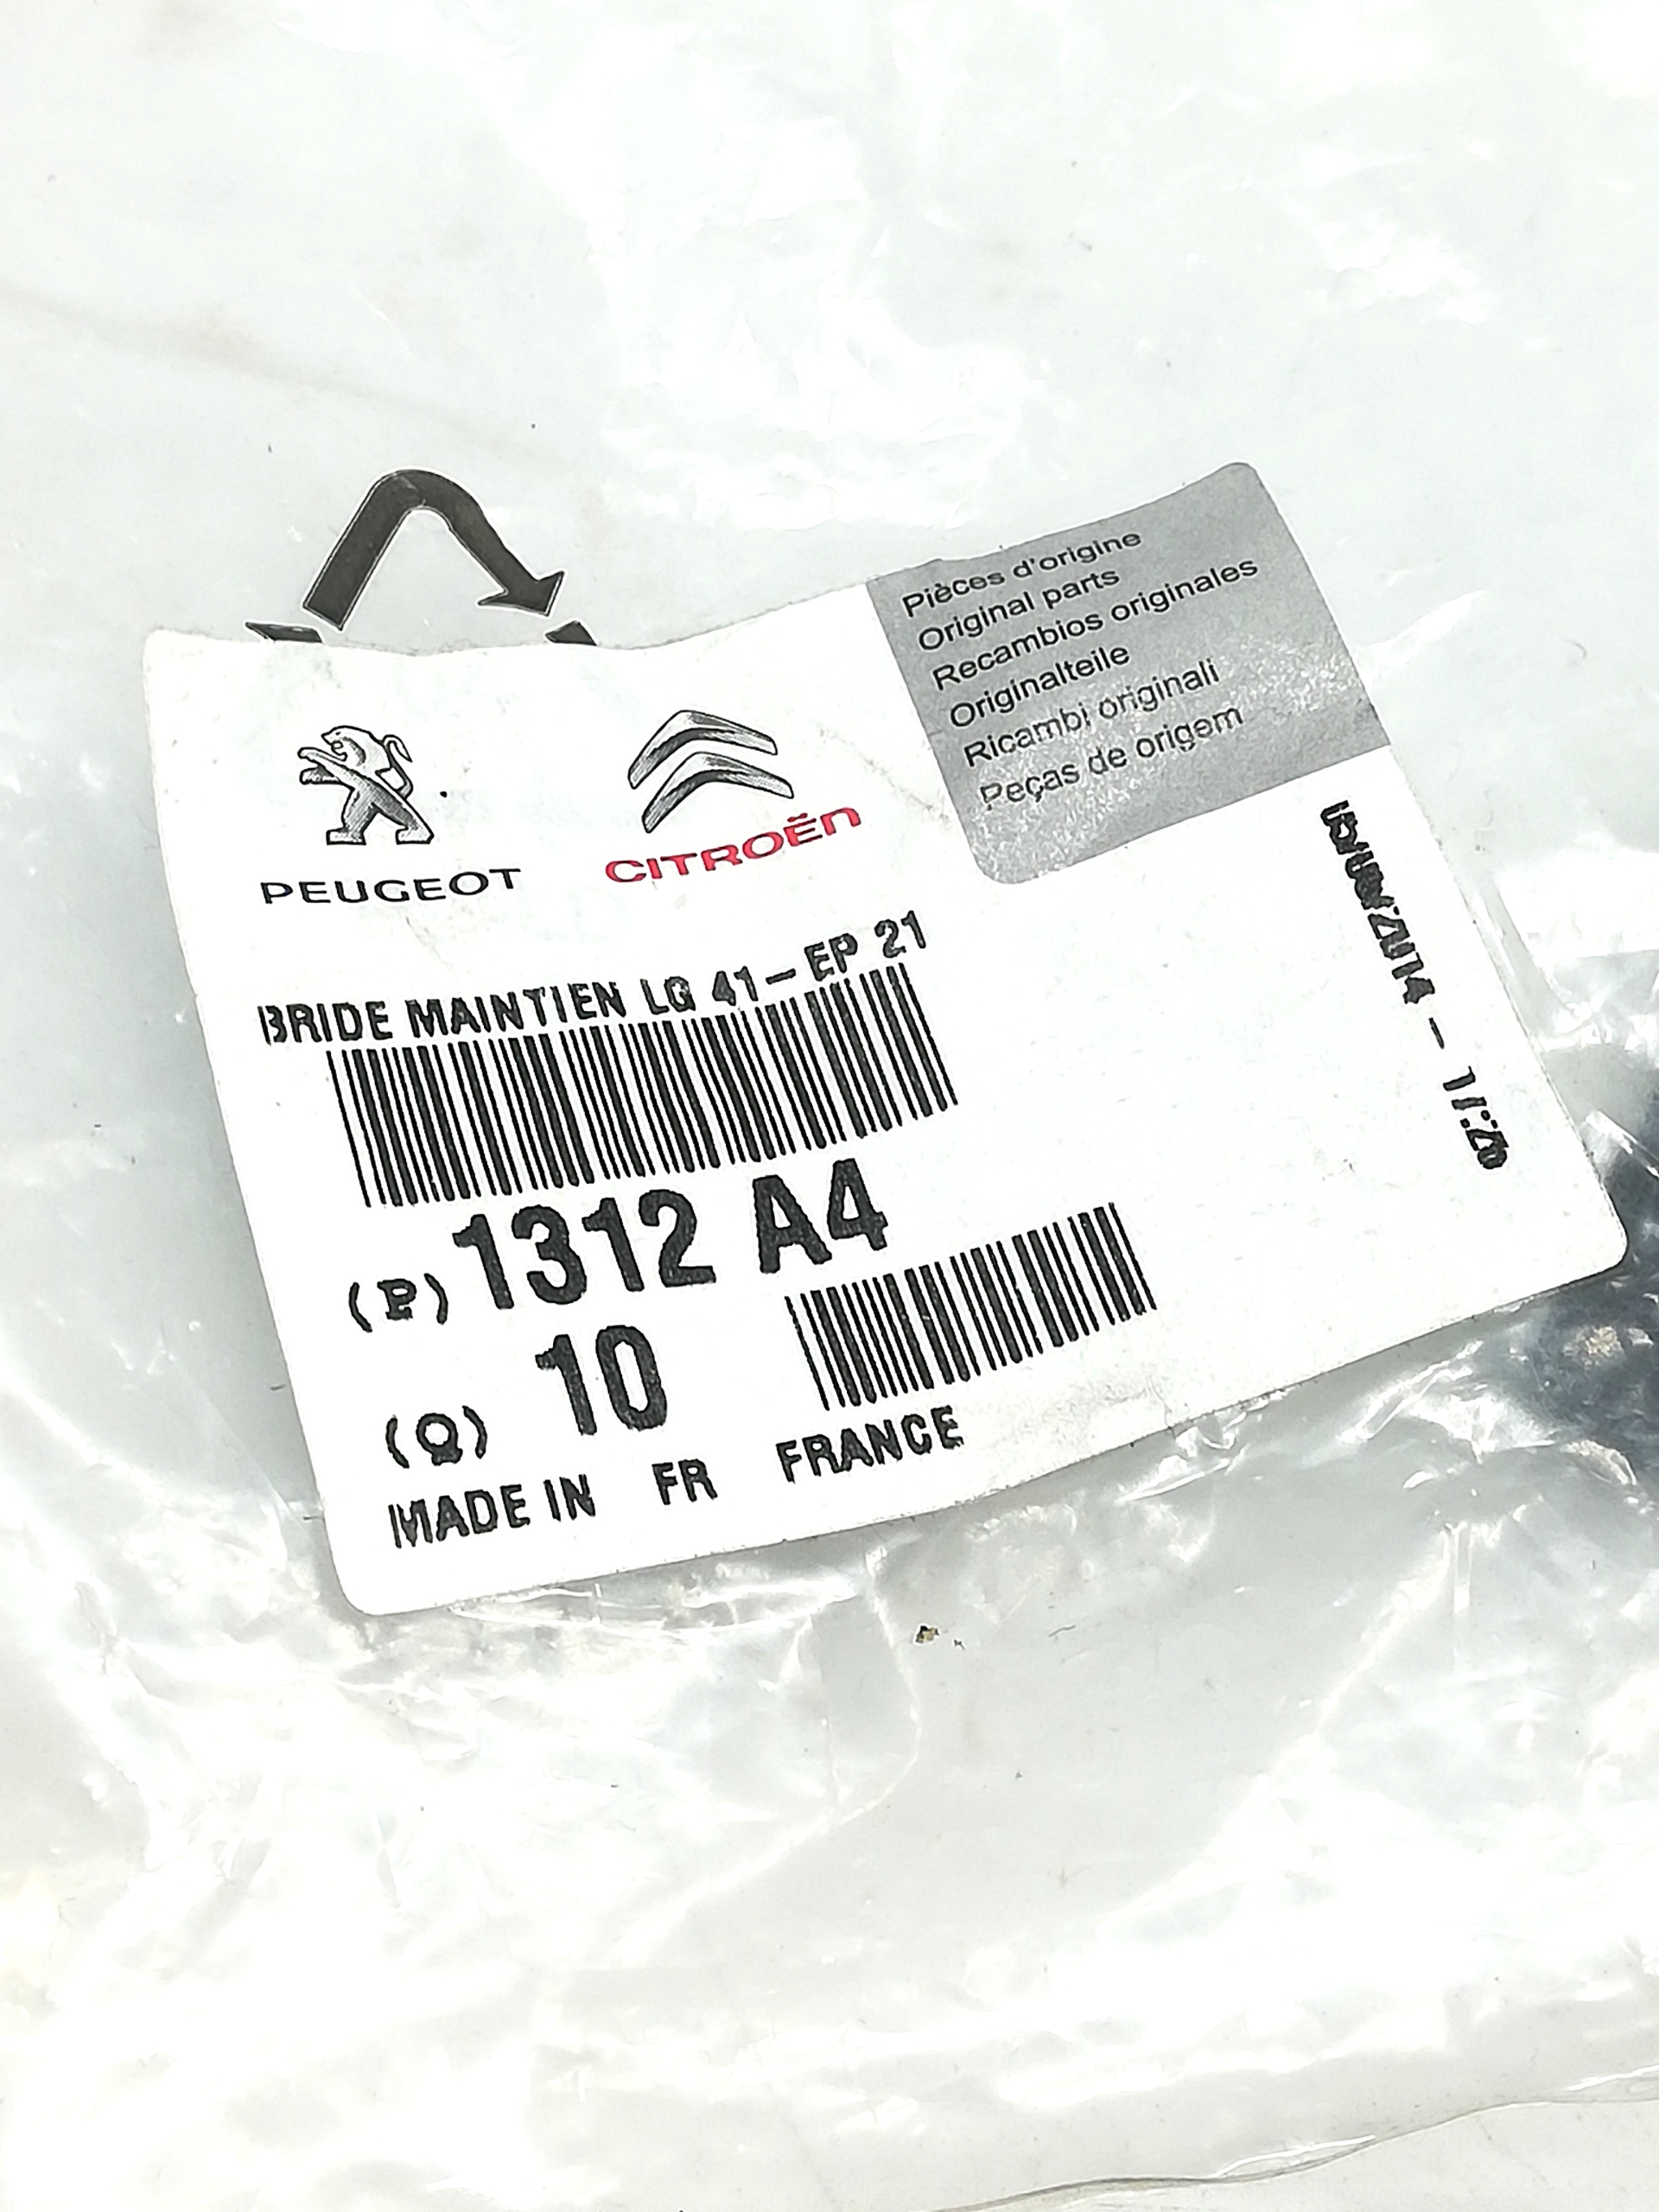 PEUGEOT
CITROËN
Pièces d'origine
Original parts
Recambios originales
Originalteile
Ricambi originali
Peças de origem
BRIDE MAINTIEN LG 41-EP 21
(P) 1312 A4
(Q) 10
MADE IN FR FRANCE